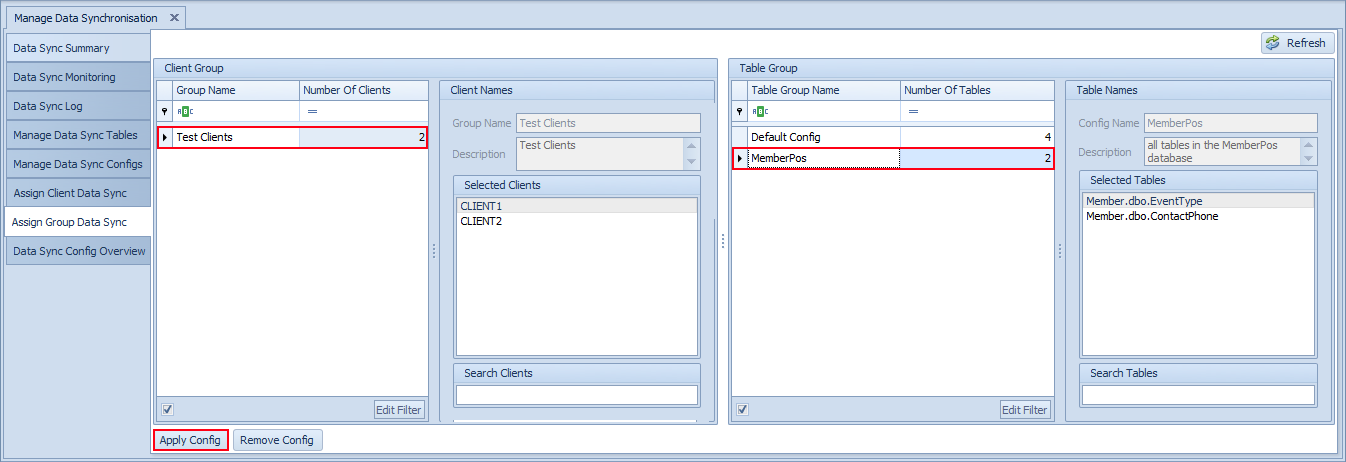 Manage Data Synchronisation
Refresh
Data Sync Summary
Data Sync Monitoring
Data Sync Log
Manage Data Sync Tables
Manage Data Sync Configs
Assign Client Data Sync
Assign Group Data Sync
Data Sync Config Overview
Client Group
Group Name Number Of Clients
ABC =
Test Clients 2
Edit Filter
Client Names
Group Name Test Clients
Description Test Clients
Selected Clients
CLIENT1
CLIENT2
Search Clients
Table Group
Table Group Name Number Of Tables
ABC =
Default Config 4
MemberPos 2
Edit Filter
Table Names
Config Name MemberPos
Description all tables in the MemberPos
database
Selected Tables
Member.dbo.EventType
Member.dbo.ContactPhone
Search Tables
Apply Config Remove Config